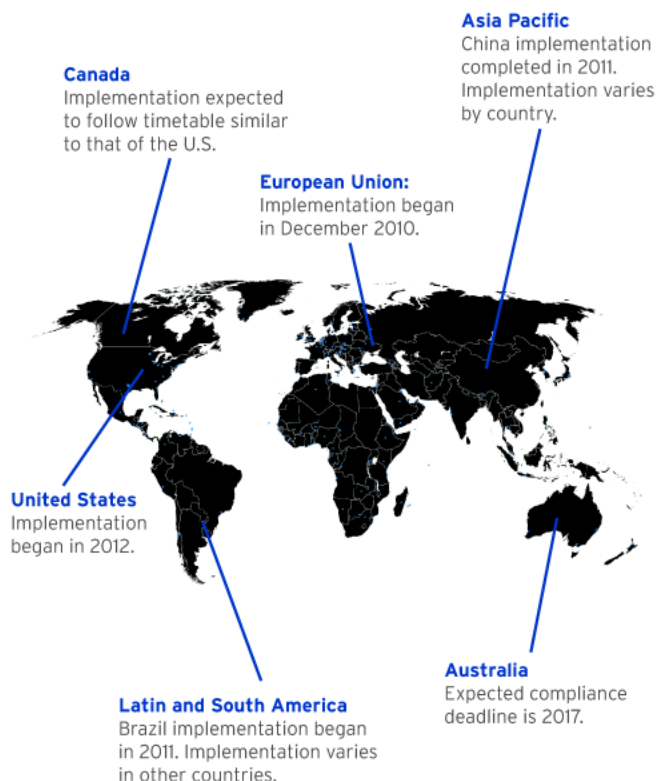 Asia Pacific
China implementation
completed in 2011.
Implementation varies
by country.
Canada
Implementation expected
to follow timetable similar
to that of the U.S.
European Union:
Implementation began
in December 2010.
United States
Implementation
began in 2012.
Latin and South America
Brazil implementation began
in 2011. Implementation varies
in other countries.
Australia
Expected compliance
deadline is 2017.